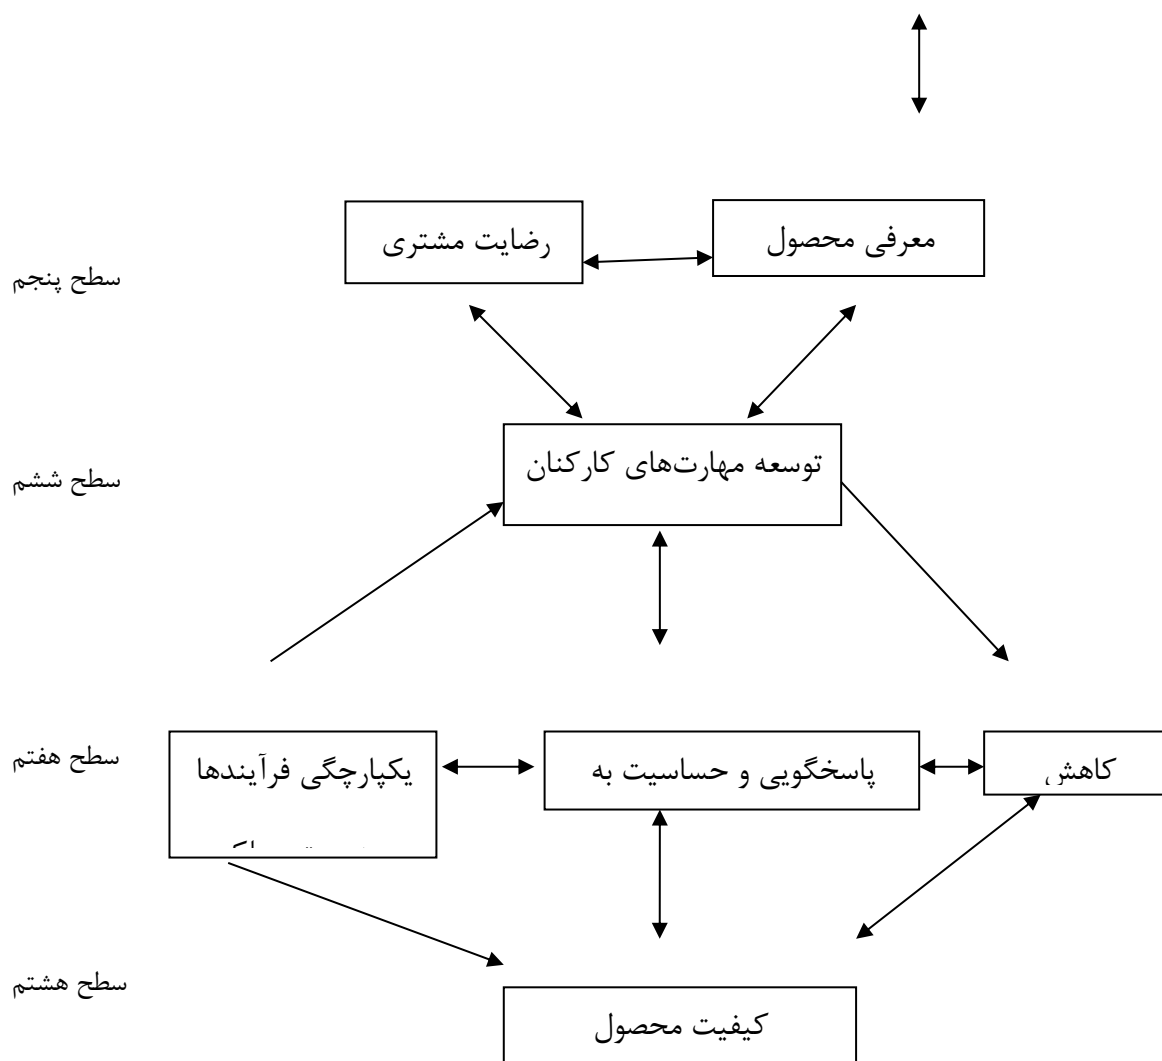 معرفی محصول
رضایت مشتری
سطح پنجم
توسعه مهارت‌های کارکنان
سطح ششم
کاهش
پاسخگویی و حساسیت به
یکپارچگی فرآیندها
سطح هفتم
سطح هشتم
کیفیت محصول